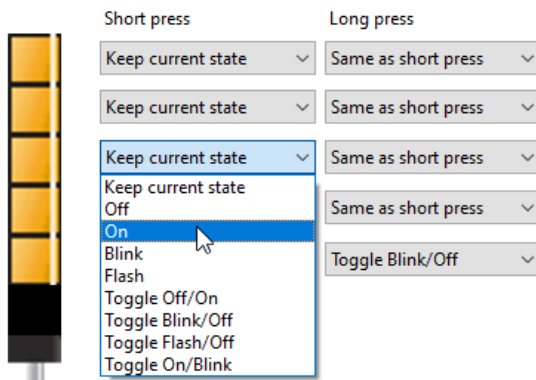 Short press Long press
Keep current state Same as short press
Keep current state Same as short press
Keep current state Same as short press
Keep current state
Off Same as short press
On
Blink Toggle Blink/Off
Flash
Toggle Off/On
Toggle Blink/Off
Toggle Flash/Off
Toggle On/Blink